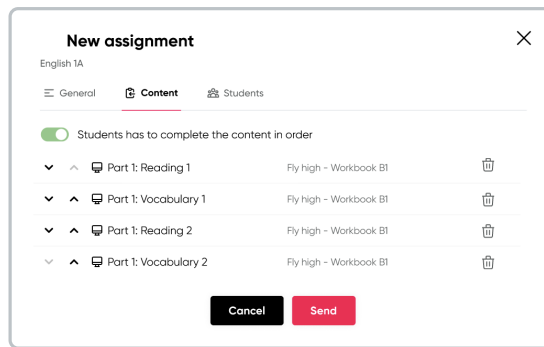 New assignment
English 1A
General Content Students
Students has to complete the content in order
Part 1: Reading 1 Fly high - Workbook B1
Part 1: Vocabulary 1 Fly high - Workbook B1
Part 1: Reading 2 Fly high - Workbook B1
Part 1: Vocabulary 2 Fly high - Workbook B1
Cancel Send